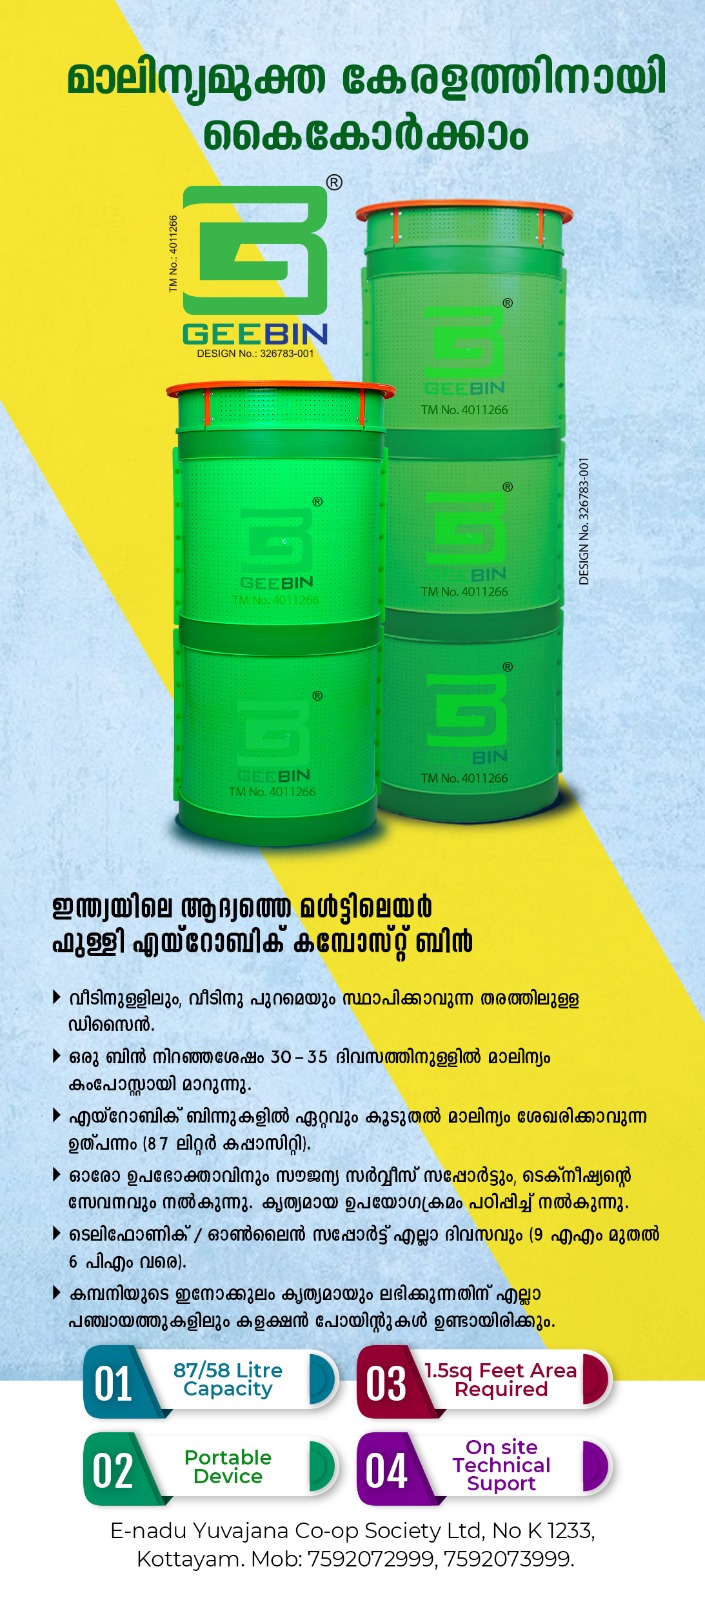 മാലിന്യമുക്ത കേരളത്തിനായി
കൈകോർക്കാം
®
TM No.: 4011266
GEEBIN
DESIGN No.: 326783-001
®
GEEBIN
TM No. 4011266
®
BIN
TM No. 4011266
®
BIN
TM No. 4011266
DESIGN No. 326783-001
®
GEEBIN
TM No. 4011266
®
GEEBIN
TM No. 4011266
ഇന്ത്യയിലെ ആദ്യത്തെ മൾട്ടിലെയർ
ഫുള്ളി എയ്റോബിക് കമ്പോസ്റ്റ് ബിൻ
വീടിനുള്ളിലും, വീടിനു പുറമെയും സ്ഥാപിക്കാവുന്ന തരത്തിലുള്ള
ഡിസൈൻ.
ഒരു ബിൻ നിറഞ്ഞശേഷം 30-35 ദിവസത്തിനുള്ളിൽ മാലിന്യം
കംപോസ്റ്റായി മാറുന്നു.
എയ്റോബിക് ബിന്നുകളിൽ ഏറ്റവും കൂടുതൽ മാലിന്യം ശേഖരിക്കാവുന്ന
ഉത്പന്നം (87 ലിറ്റർ കപ്പാസിറ്റി).
ഓരോ ഉപഭോക്താവിനും സൗജന്യ സർവ്വീസ് സപ്പോർട്ടും, ടെക്നീഷ്യന്റെ
സേവനവും നൽകുന്നു. കൃത്യമായ ഉപയോഗക്രമം പഠിപ്പിച്ച് നൽകുന്നു.
ടെലിഫോണിക് / ഓൺലൈൻ സപ്പോർട്ട് എല്ലാ ദിവസവും (9 എഎം മുതൽ
6 പിഎം വരെ).
കമ്പനിയുടെ ഇനോക്കുലം കൃത്യമായും ലഭിക്കുന്നതിന് എല്ലാ
പഞ്ചായത്തുകളിലും കളക്ഷൻ പോയിന്റുകൾ ഉണ്ടായിരിക്കും.
01
87/58 Litre
Capacity
03
1.5sq Feet Area
Required
02
Portable
Device
04
On site
Technical
Suport
E-nadu Yuvajana Co-op Society Ltd, No K 1233,
Kottayam. Mob: 7592072999, 7592073999.